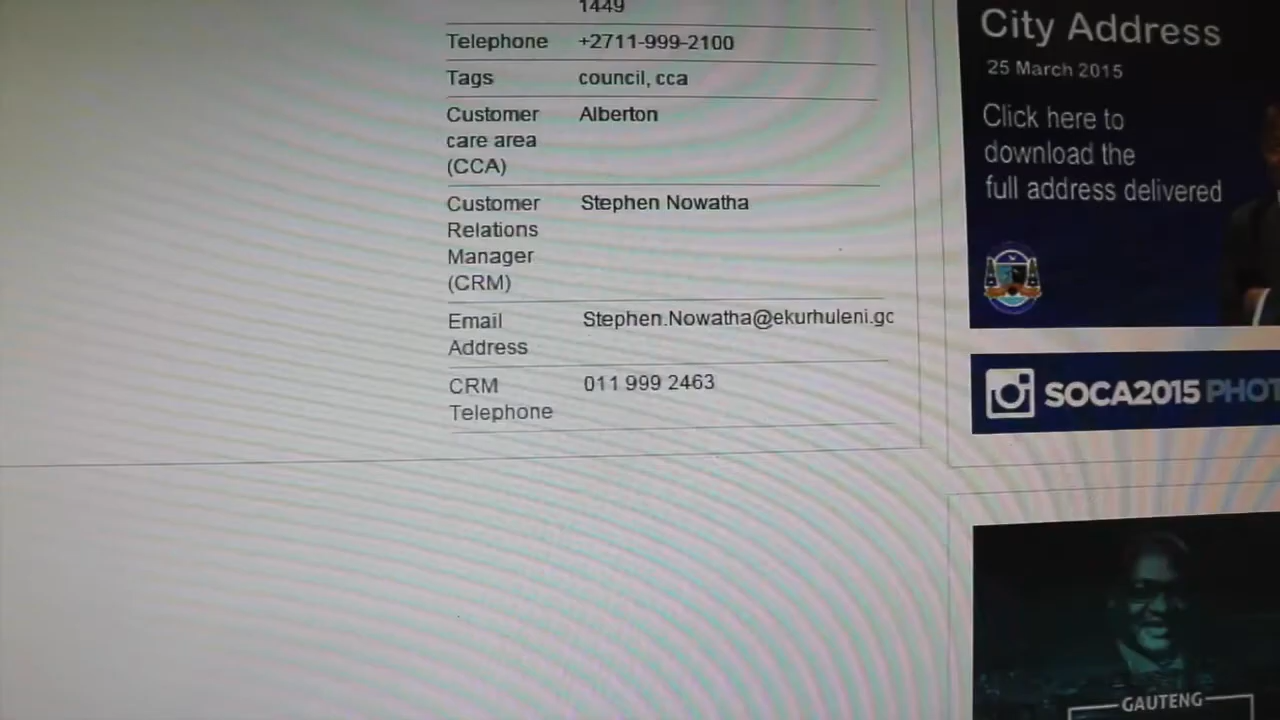 1449
Telephone +2711-999-2100
Tags council, cca
Customer care area (CCA) Alberton
Customer Relations Manager (CRM) Stephen Nowatha
Email Address Stephen.Nowatha@ekurhuleni.gc
CRM Telephone 011 999 2463
City Address
25 March 2015
Click here to
download the
full address delivered
SOCA2015 PHOT
GAUTENG